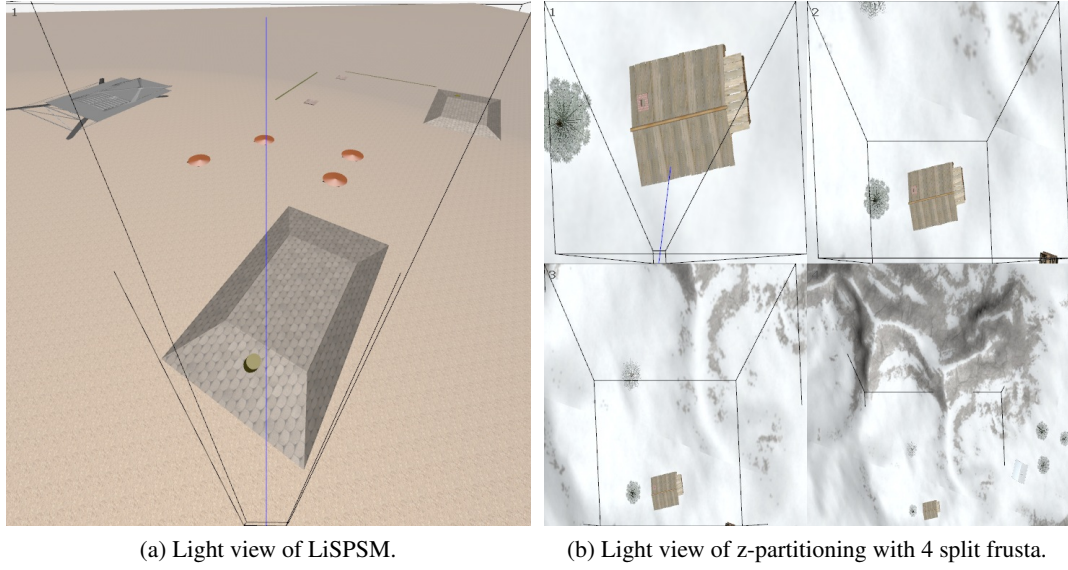 1
1
2
3
(a) Light view of LiSPSM.
(b) Light view of z-partitioning with 4 split frusta.